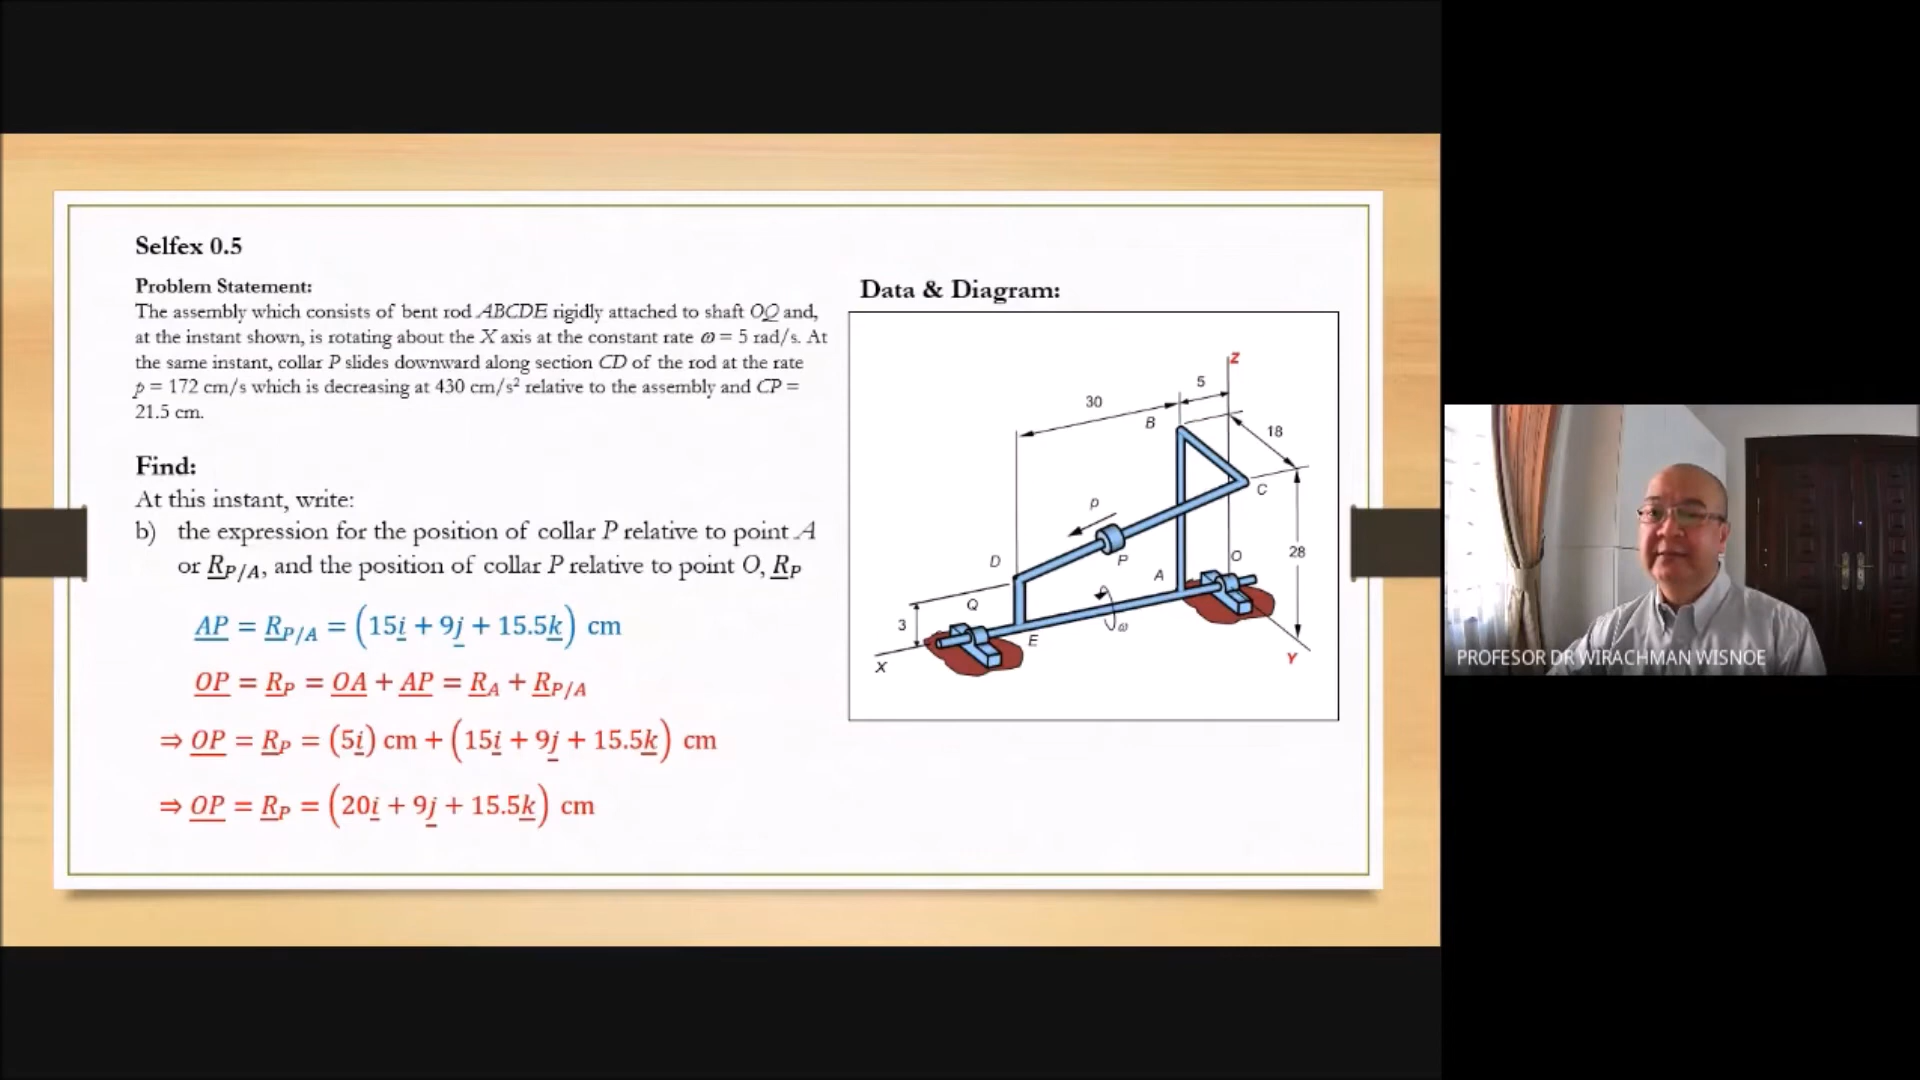 Selfex 0.5
Problem Statement:
The assembly which consists of bent rod ABCDE rigidly attached to shaft OQ and,
at the instant shown, is rotating about the X axis at the constant rate ω = 5 rad/s. At
the same instant, collar P slides downward along section CD of the rod at the rate
p = 172 cm/s which is decreasing at 430 cm/s² relative to the assembly and CP =
21.5 cm.
Find:
At this instant, write:
b) the expression for the position of collar P relative to point A
or R_P/A, and the position of collar P relative to point O, R_P
AP = R_P/A = (15i + 9j + 15.5k) cm
OP = R_P = OA + AP = R_A + R_P/A
⇒ OP = R_P = (5i) cm + (15i + 9j + 15.5k) cm
⇒ OP = R_P = (20i + 9j + 15.5k) cm
Data & Diagram:
Z
5
30
B
18
C
p
28
D
P
O
A
Q
3
ω
E
Y
X
PROFESOR DR WIRACHMAN WISNOE